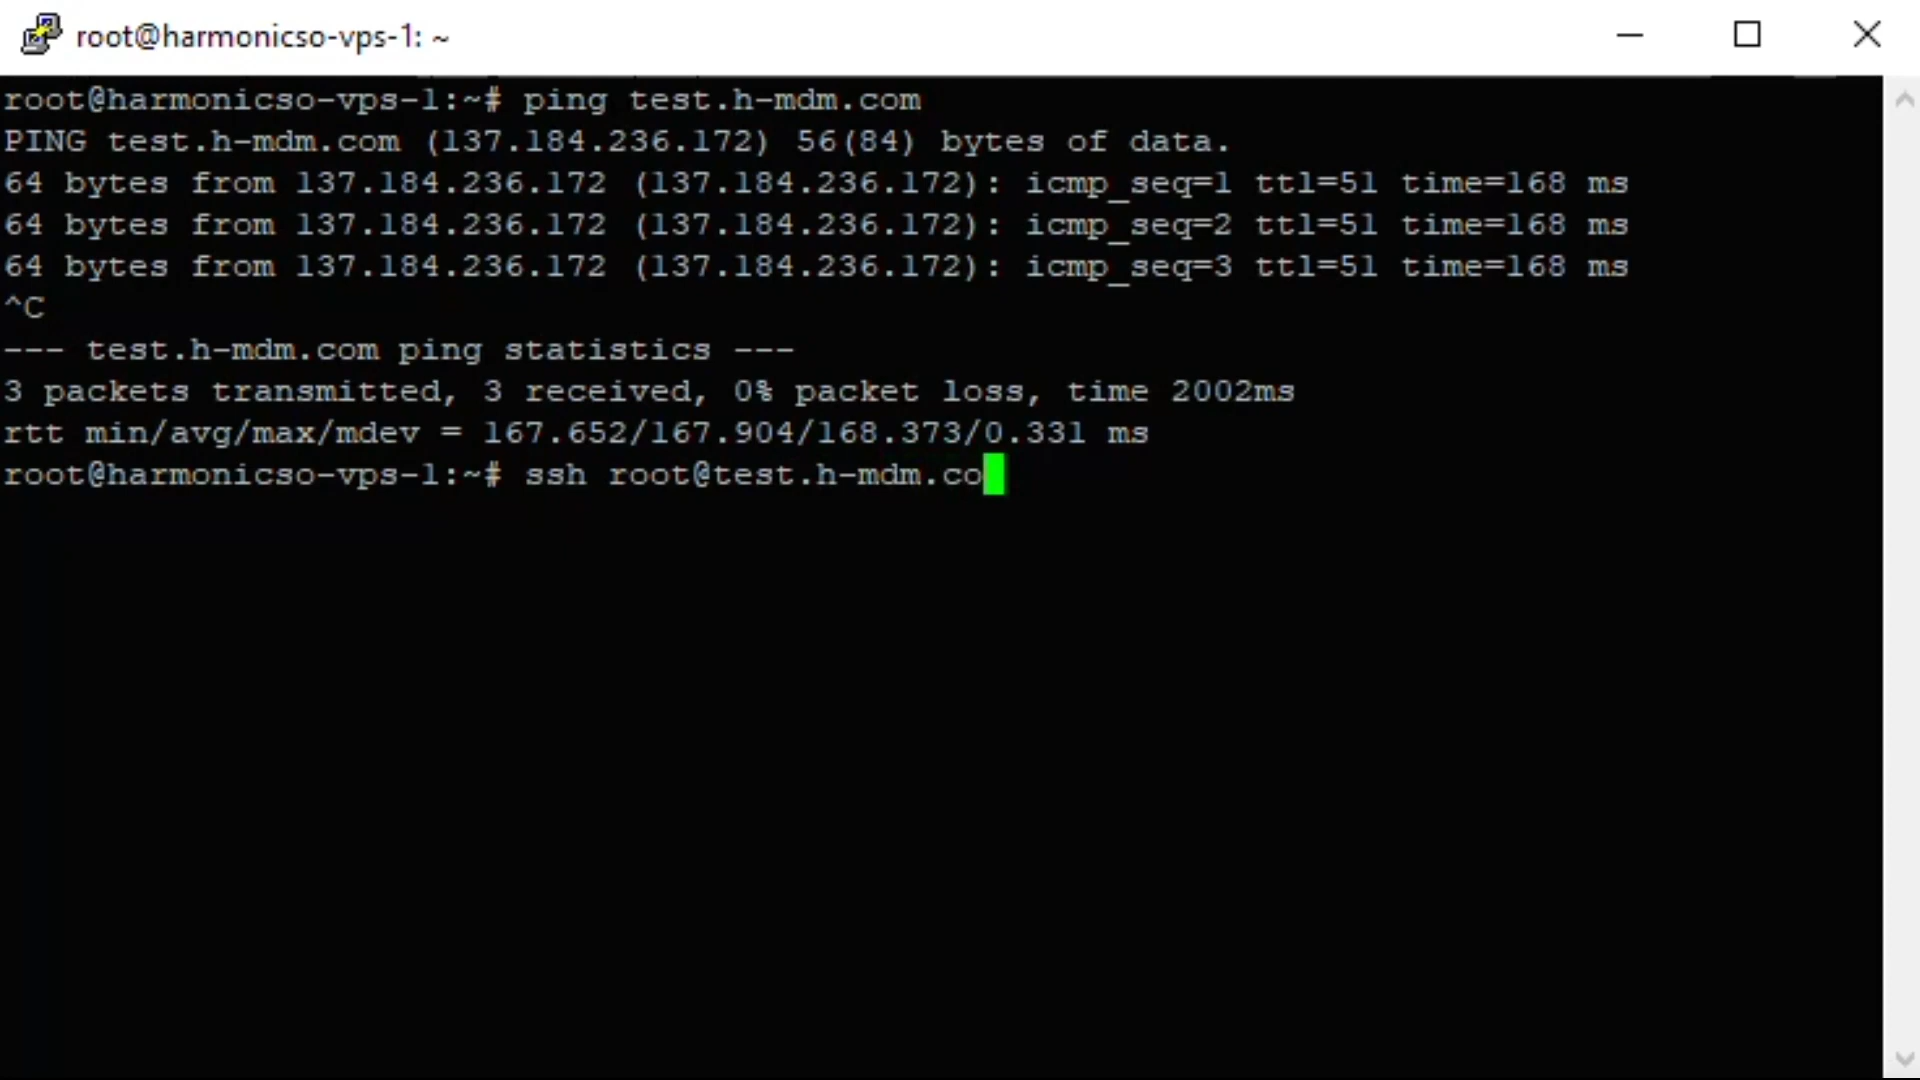 root@harmonicso-vps-1: ~
root@harmonicso-vps-1:~# ping test.h-mdm.com
PING test.h-mdm.com (137.184.236.172) 56(84) bytes of data.
64 bytes from 137.184.236.172 (137.184.236.172): icmp_seq=1 ttl=51 time=168 ms
64 bytes from 137.184.236.172 (137.184.236.172): icmp_seq=2 ttl=51 time=168 ms
64 bytes from 137.184.236.172 (137.184.236.172): icmp_seq=3 ttl=51 time=168 ms
^C
--- test.h-mdm.com ping statistics ---
3 packets transmitted, 3 received, 0% packet loss, time 2002ms
rtt min/avg/max/mdev = 167.652/167.904/168.373/0.331 ms
root@harmonicso-vps-1:~# ssh root@test.h-mdm.co